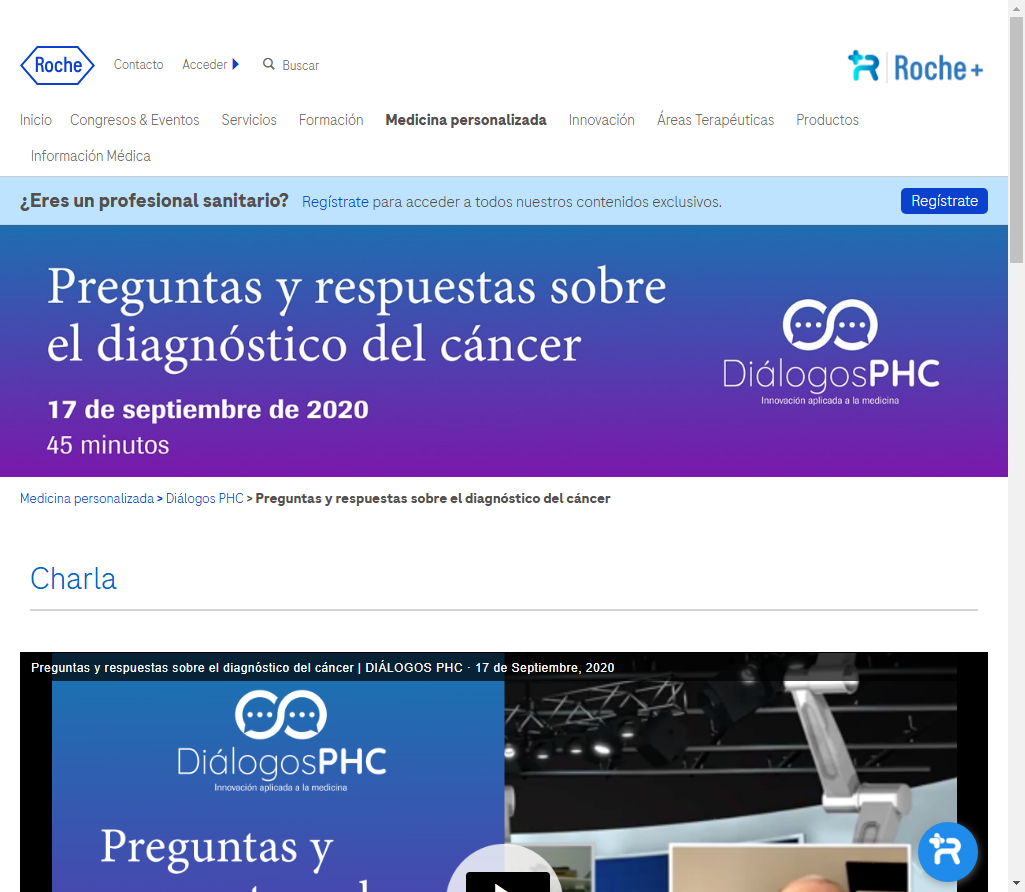 Roche
Contacto
Acceder
Buscar
Roche+
Inicio
Congresos & Eventos
Servicios
Formación
Medicina personalizada
Innovación
Áreas Terapéuticas
Productos
Información Médica
¿Eres un profesional sanitario?
Regístrate para acceder a todos nuestros contenidos exclusivos.
Regístrate
Preguntas y respuestas sobre
el diagnóstico del cáncer
17 de septiembre de 2020
45 minutos
DiálogosPHC
Innovación aplicada a la medicina
Medicina personalizada > Diálogos PHC > Preguntas y respuestas sobre el diagnóstico del cáncer
Charla
Preguntas y respuestas sobre el diagnóstico del cáncer | DIÁLOGOS PHC · 17 de Septiembre, 2020
DiálogosPHC
Innovación aplicada a la medicina
Preguntas y